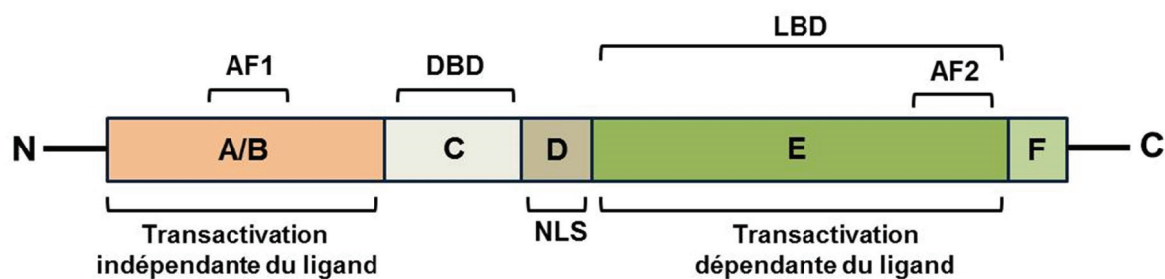 LBD
AF1 DBD AF2
N A/B C D E F C
Transactivation indépendante du ligand
NLS
Transactivation dépendante du ligand